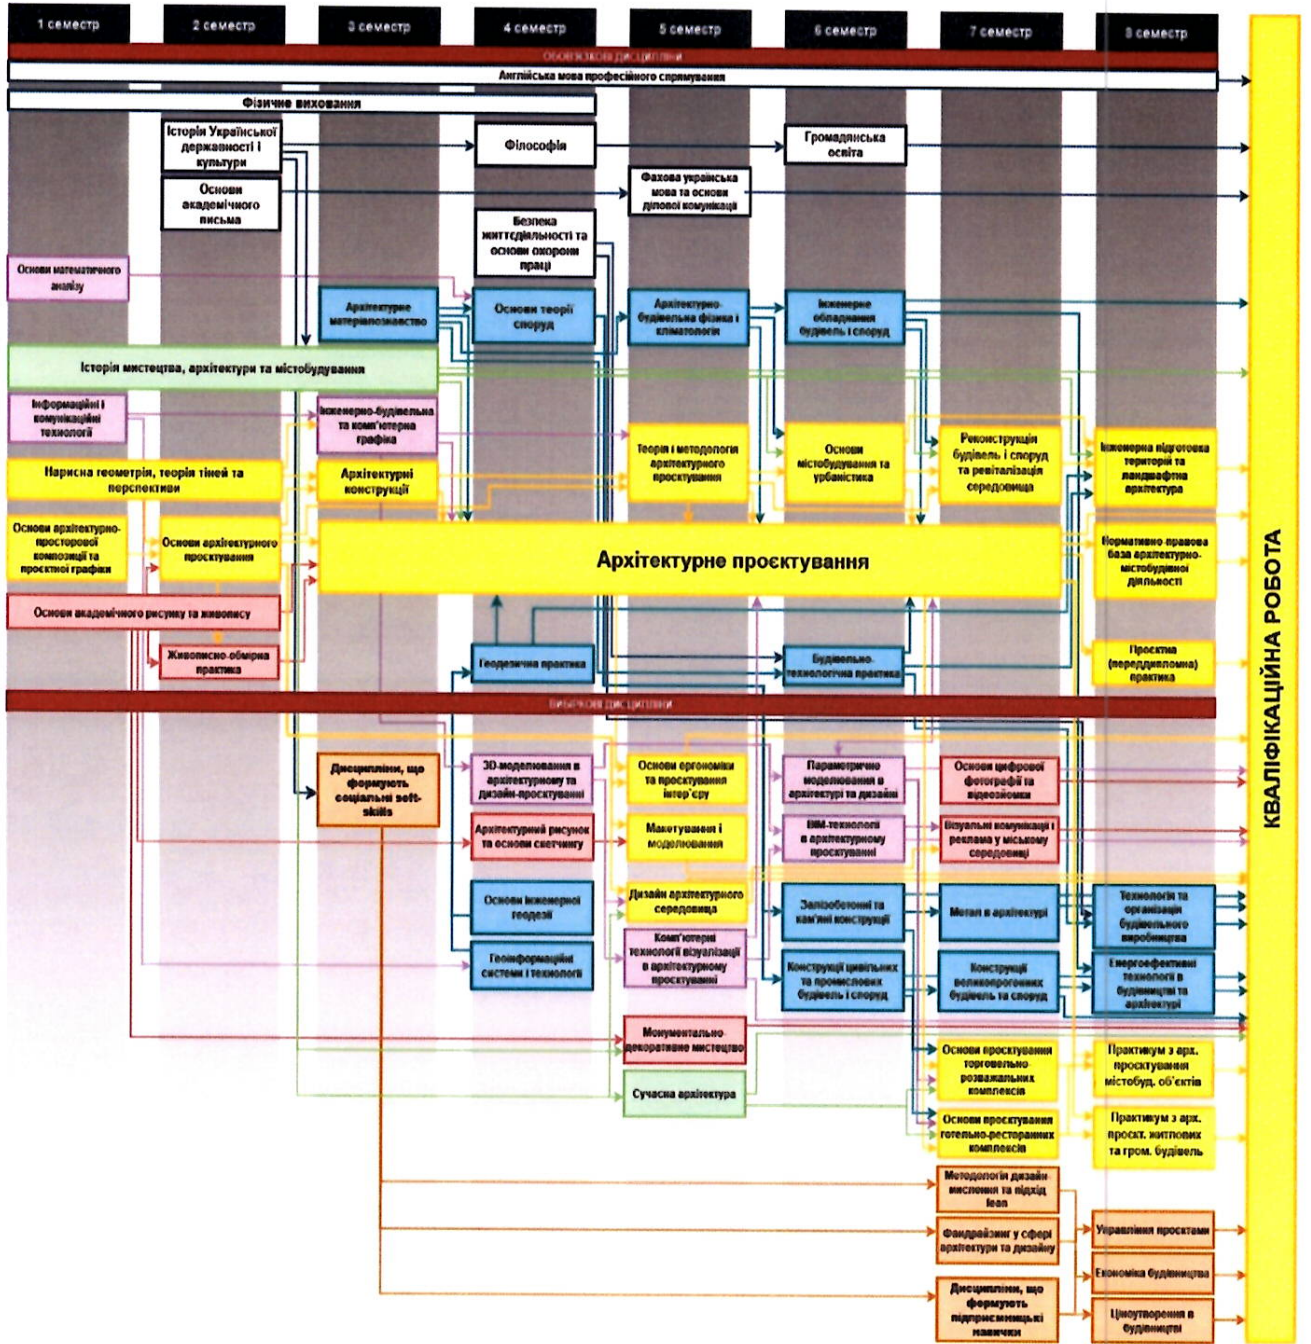 1 семестр
2 семестр
3 семестр
4 семестр
5 семестр
6 семестр
7 семестр
8 семестр
ОБОВ'ЯЗКОВІ ДИСЦИПЛІНИ
Англійська мова професійного спрямування
Фізичне виховання
Історія Української
державності і
культури
Філософія
Громадянська
освіта
Основи
академічного
письма
Фахова українська
мова та основи
ділової комунікації
Безпека
життєдіяльності та
основи охорони
праці
Основи математичного
аналізу
Архітектурне
матеріалознавство
Основи теорії
споруд
Архітектурно-
будівельна фізика і
кліматологія
Інженерне
обладнання
будівель і споруд
Історія мистецтва, архітектури та містобудування
Інформаційні і
комунікаційні
технології
Інженерно-будівельна
та комп'ютерна
графіка
Теорія і методологія
архітектурного
проєктування
Основи
містобудування та
урбаністика
Реконструкція
будівель і споруд
та ревіталізація
середовища
Інженерна підготовка
територій та
ландшафтна
архітектура
Нарисна геометрія, теорія тіней та
перспективи
Архітектурні
конструкції
Основи архітектурно-
просторової
композиції та
проєктної графіки
Основи архітектурного
проєктування
Архітектурне проєктування
Нормативно-правова
база архітектурно-
містобудівної
діяльності
Основи академічного рисунку та живопису
Живописно-обмірна
практика
Геодезична практика
Будівельно-
технологічна практика
Проєктна
(переддипломна)
практика
ВИБІРКОВІ ДИСЦИПЛІНИ
Дисципліни, що
формують
соціальні soft-
skills
3D-моделювання в
архітектурному та
дизайн-проєктуванні
Основи ергономіки
та проєктування
інтер`єру
Параметрично
моделювання в
архітектурі та дизайні
Основи цифрової
фотографії та
відеозйомки
Архітектурний рисунок
та основи скетчингу
Макетування і
моделювання
BIM-технології
в архітектурному
проєктуванні
Візуальні комунікації і
реклама у міському
середовищі
Основи інженерної
геодезії
Дизайн архітектурного
середовища
Залізобетонні та
кам'яні конструкції
Метал в архітектурі
Технологія та
організація
будівельного
виробництва
Геоінформаційні
системи і технології
Комп'ютерні
технології візуалізації
в архітектурному
проєктуванні
Конструкції цивільних
та промислових
будівель і споруд
Конструкції
великопрогонних
будівель та споруд
Енергоефективні
технології в
будівництві та
архітектурі
Монументально-
декоративне мистецтво
Основи проєктування
торговельно-
розважальних
комплексів
Практикум з арх.
проєктування
містобуд. об'єктів
Сучасна архітектура
Основи проєктування
готельно-ресторанних
комплексів
Практикум з арх.
проєкт. житлових
та гром. будівель
Методологія дизайн-
мислення та підхід
lean
Фандрайзинг у сфері
архітектури та дизайну
Управління проєктами
Економіка будівництва
Дисципліни, що
формують
підприємницькі
навички
Ціноутворення в
будівництві
КВАЛІФІКАЦІЙНА РОБОТА